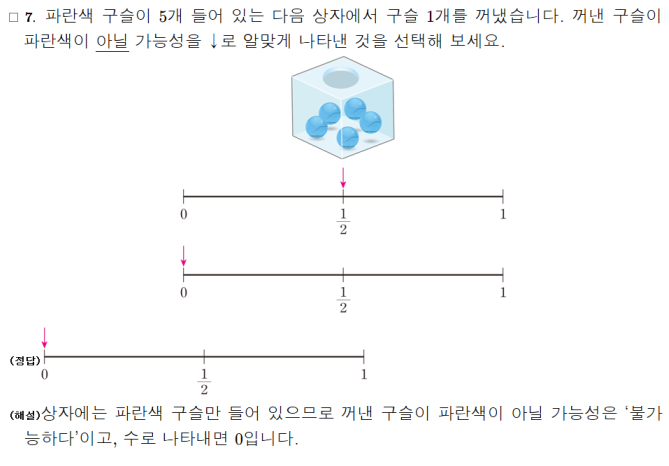 □ 7. 파란색 구슬이 5개 들어 있는 다음 상자에서 구슬 1개를 꺼냈습니다. 꺼낸 구슬이
파란색이 아닐 가능성을 ↓로 알맞게 나타낸 것을 선택해 보세요.
0 1/2 1
0 1/2 1
(정답)
0 1/2 1
(해설)상자에는 파란색 구슬만 들어 있으므로 꺼낸 구슬이 파란색이 아닐 가능성은 ‘불가
능하다’이고, 수로 나타내면 0입니다.